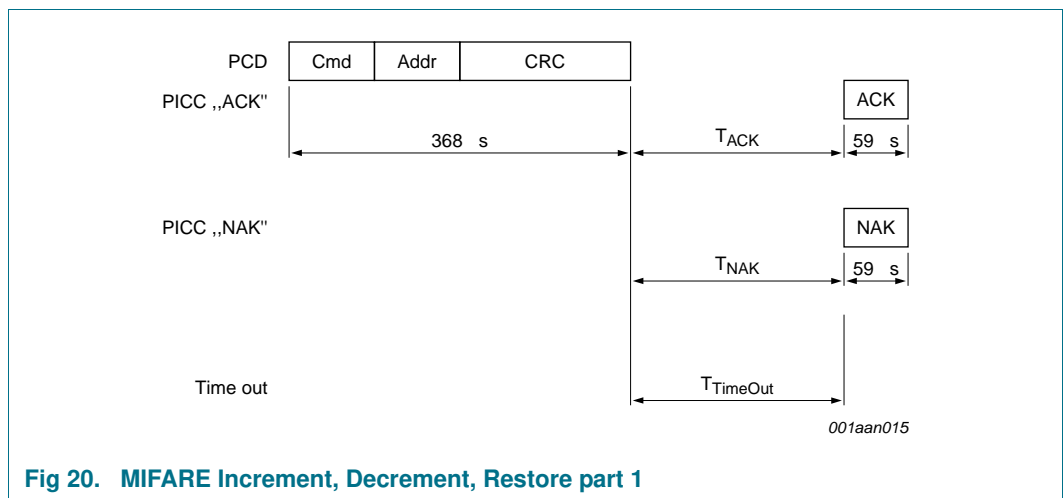 PCD Cmd Addr CRC
PICC ,,ACK" ACK
368 s TACK 59 s
PICC ,,NAK" NAK
TNAK 59 s
Time out TTimeOut
001aan015
Fig 20. MIFARE Increment, Decrement, Restore part 1